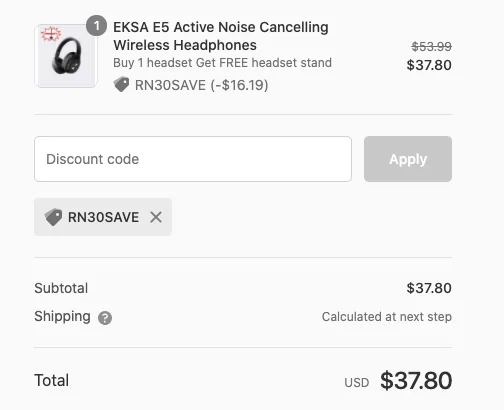 1
EKSA E5 Active Noise Cancelling
Wireless Headphones
$53.99
Buy 1 headset Get FREE headset stand
$37.80
RN30SAVE (-$16.19)
Discount code
Apply
RN30SAVE
Subtotal
$37.80
Shipping ?
Calculated at next step
Total
USD $37.80